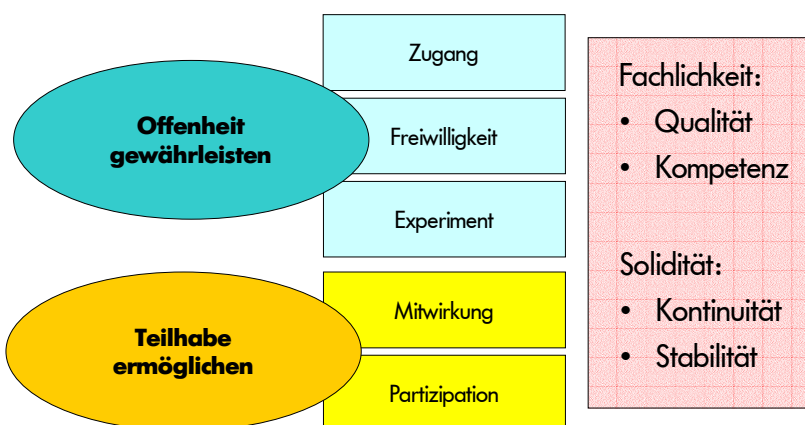 Offenheit
gewährleisten
Zugang
Freiwilligkeit
Experiment
Teilhabe
ermöglichen
Mitwirkung
Partizipation
Fachlichkeit:
• Qualität
• Kompetenz
Solidität:
• Kontinuität
• Stabilität